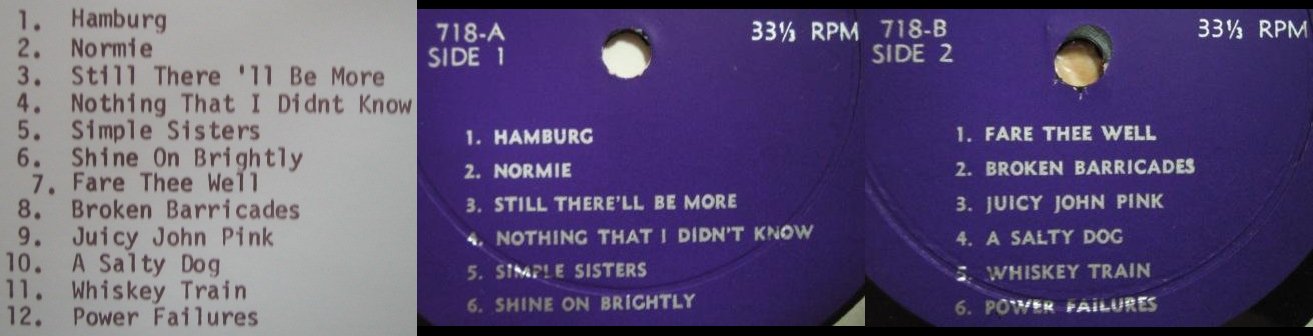 1. Hamburg
2. Normie
3. Still There 'll Be More
4. Nothing That I Didnt Know
5. Simple Sisters
6. Shine On Brightly
7. Fare Thee Well
8. Broken Barricades
9. Juicy John Pink
10. A Salty Dog
11. Whiskey Train
12. Power Failures
718-A 33⅓ RPM
SIDE 1
1. HAMBURG
2. NORMIE
3. STILL THERE'LL BE MORE
4. NOTHING THAT I DIDN'T KNOW
5. SIMPLE SISTERS
6. SHINE ON BRIGHTLY
718-B 33⅓ RPM
SIDE 2
1. FARE THEE WELL
2. BROKEN BARRICADES
3. JUICY JOHN PINK
4. A SALTY DOG
5. WHISKEY TRAIN
6. POWER FAILURES